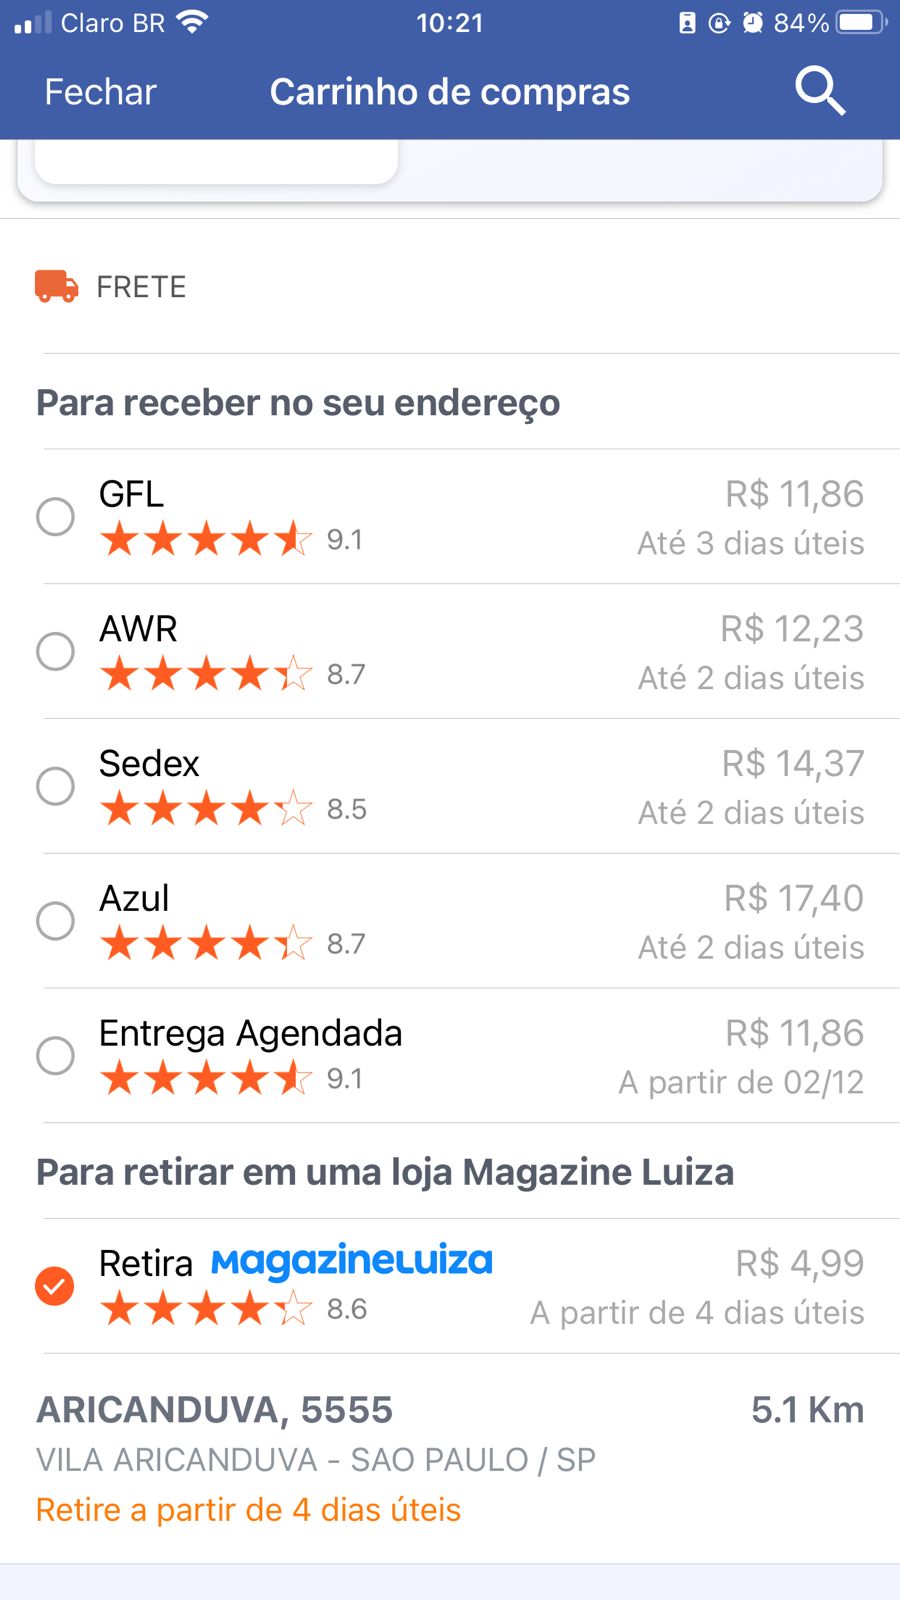 Claro BR 10:21 84%
Fechar Carrinho de compras
FRETE
Para receber no seu endereço
GFL R$ 11,86
9.1 Até 3 dias úteis
AWR R$ 12,23
8.7 Até 2 dias úteis
Sedex R$ 14,37
8.5 Até 2 dias úteis
Azul R$ 17,40
8.7 Até 2 dias úteis
Entrega Agendada R$ 11,86
9.1 A partir de 02/12
Para retirar em uma loja Magazine Luiza
Retira MagazineLuiza R$ 4,99
8.6 A partir de 4 dias úteis
ARICANDUVA, 5555 5.1 Km
VILA ARICANDUVA - SAO PAULO / SP
Retire a partir de 4 dias úteis